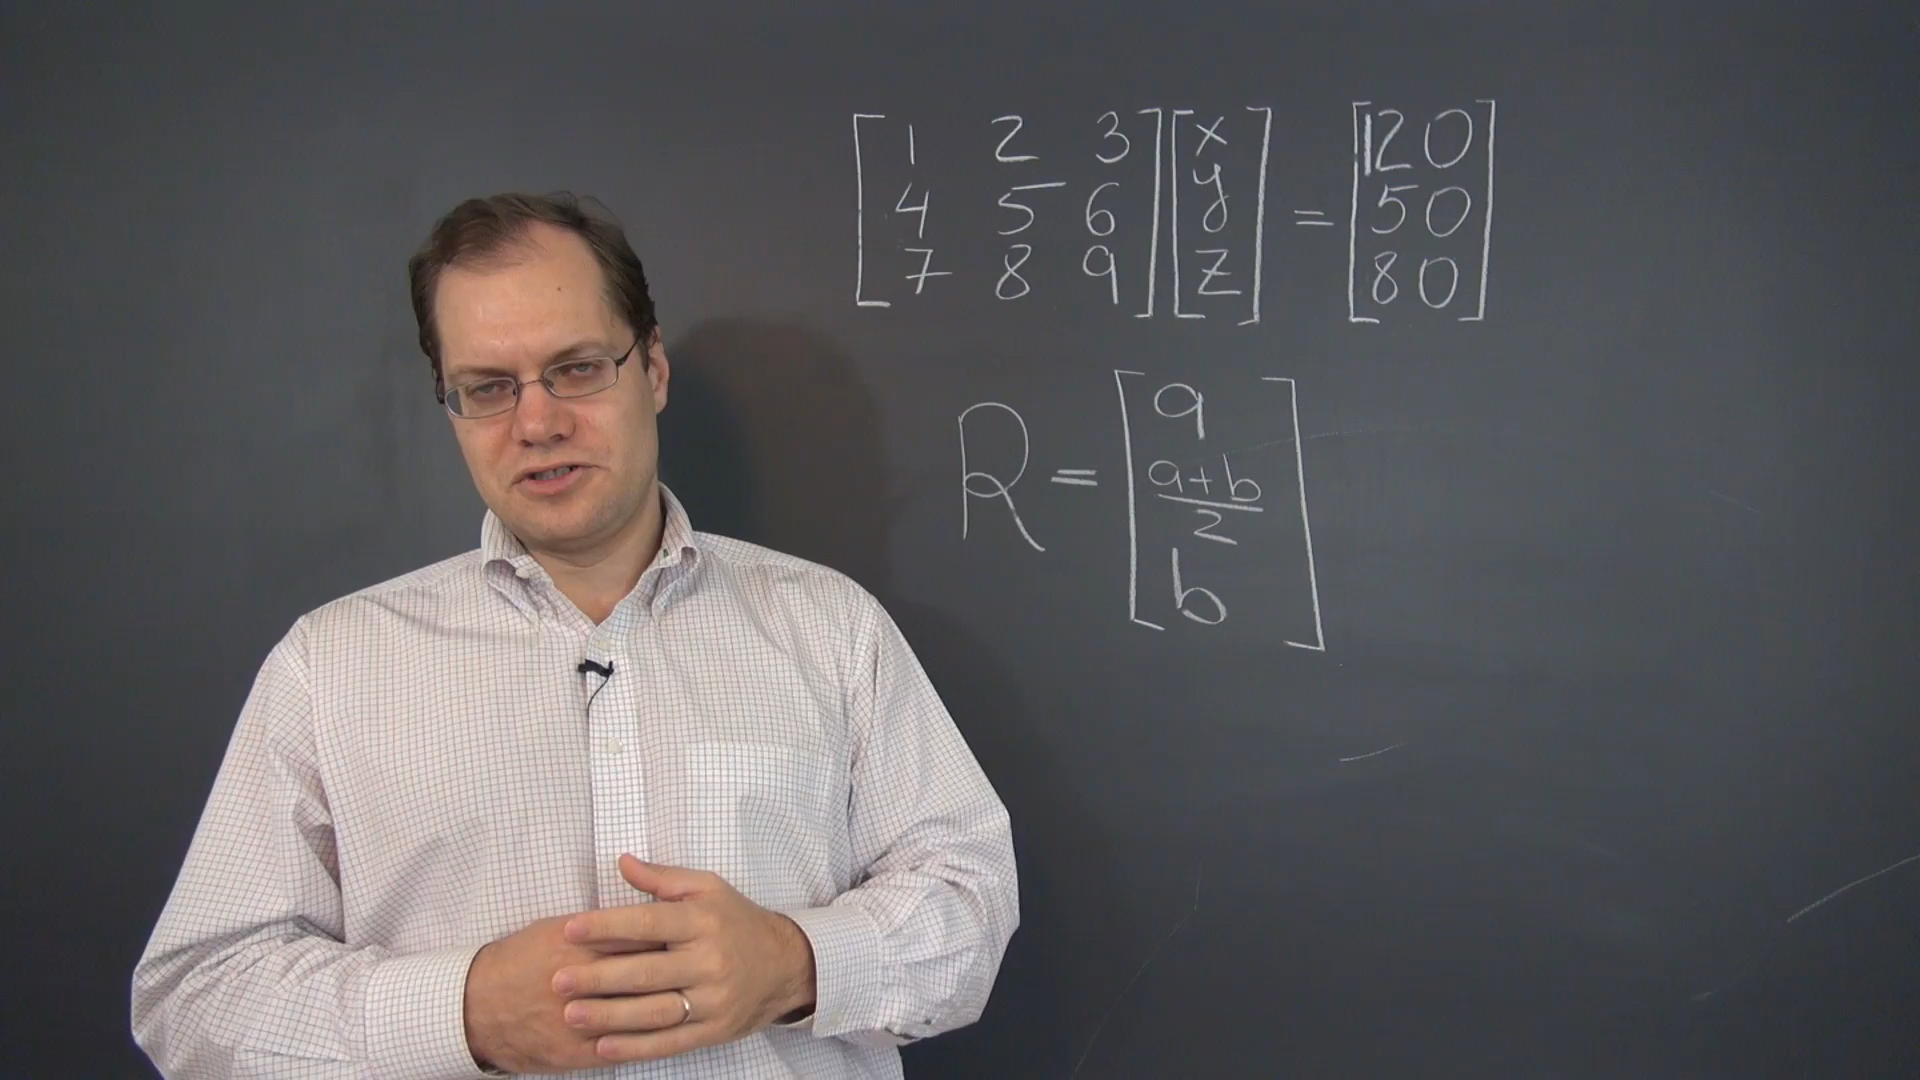 [1 2 3] [x] = [120]
[4 5 6] [y] [50]
[7 8 9] [z] [80]
R = [a]
[a+b]
[2]
[b]